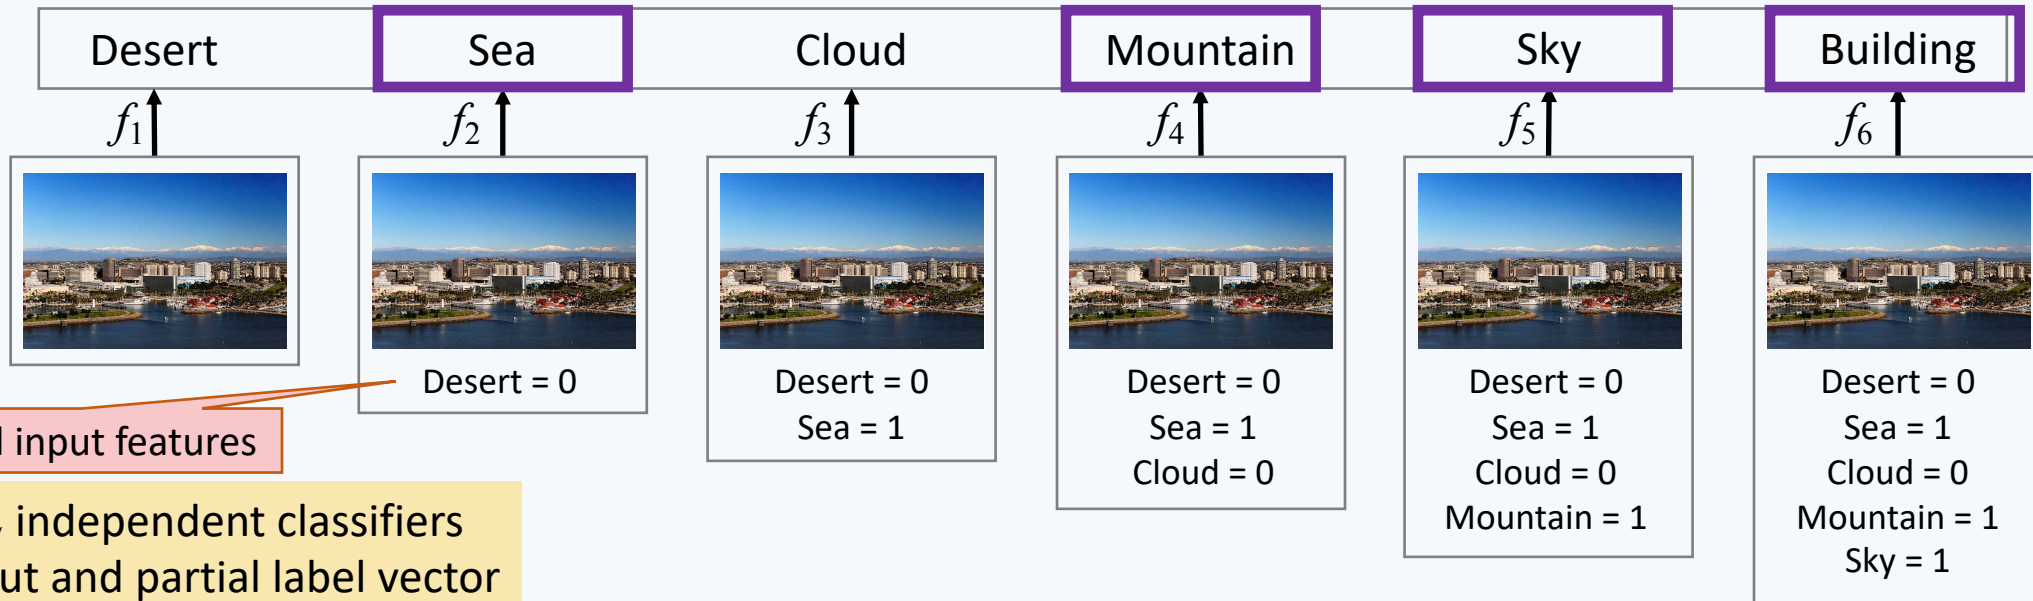 Desert Sea Cloud Mountain Sky Building
f1 f2 f3 f4 f5 f6
Desert = 0
Desert = 0
Sea = 1
Desert = 0
Sea = 1
Cloud = 0
Desert = 0
Sea = 1
Cloud = 0
Mountain = 1
Desert = 0
Sea = 1
Cloud = 0
Mountain = 1
Sky = 1
input features
independent classifiers
and partial label vector